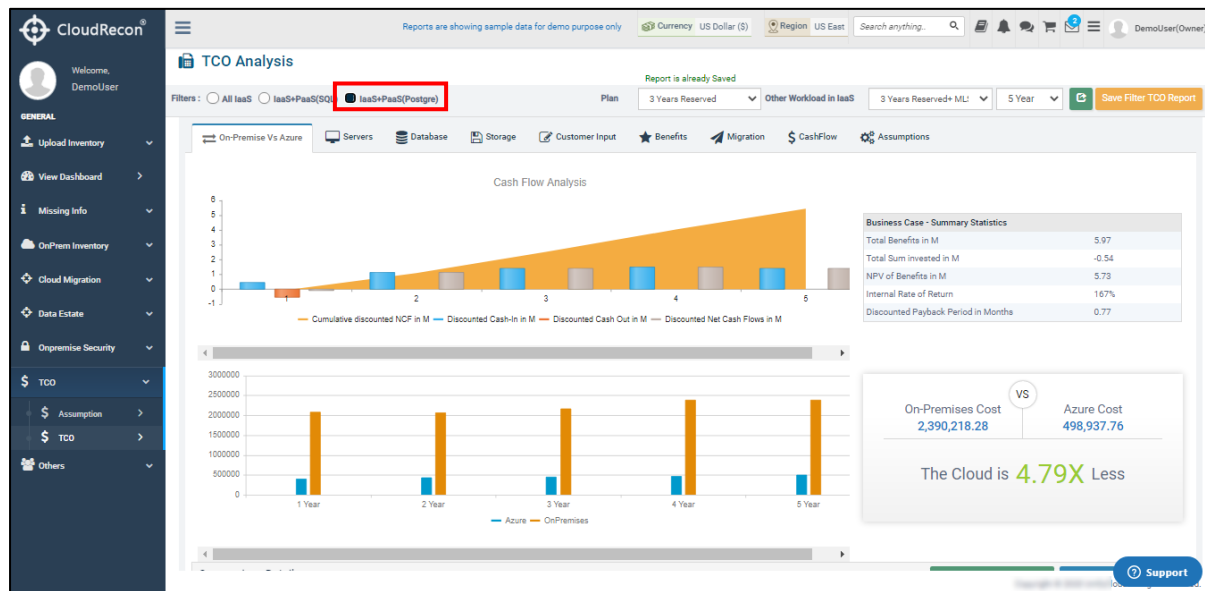 CloudRecon®
Reports are showing sample data for demo purpose only
Currency US Dollar ($)
Region US East
Search anything..
2
DemoUser(Owner)
Welcome,
DemoUser
GENERAL
Upload Inventory
View Dashboard
Missing Info
OnPrem Inventory
Cloud Migration
Data Estate
Onpremise Security
TCO
Assumption
TCO
Others
TCO Analysis
Report is already Saved
Filters : All IaaS IaaS+PaaS(SQL IaaS+PaaS(Postgre)
Plan 3 Years Reserved Other Workload in IaaS 3 Years Reserved+ ML! 5 Year Save Filter TCO Report
On-Premise Vs Azure Servers Database Storage Customer Input Benefits Migration CashFlow Assumptions
Cash Flow Analysis
6
5
4
3
2
1
0
-1
1 2 3 4 5
Cumulative discounted NCF in M Discounted Cash-In in M Discounted Cash Out in M Discounted Net Cash Flows in M
Business Case - Summary Statistics
Total Benefits in M 5.97
Total Sum invested in M -0.54
NPV of Benefits in M 5.73
Internal Rate of Return 167%
Discounted Payback Period in Months 0.77
3000000
2500000
2000000
1500000
1000000
500000
0
1 Year 2 Year 3 Year 4 Year 5 Year
Azure OnPremises
VS
On-Premises Cost Azure Cost
2,390,218.28 498,937.76
The Cloud is 4.79X Less
Support